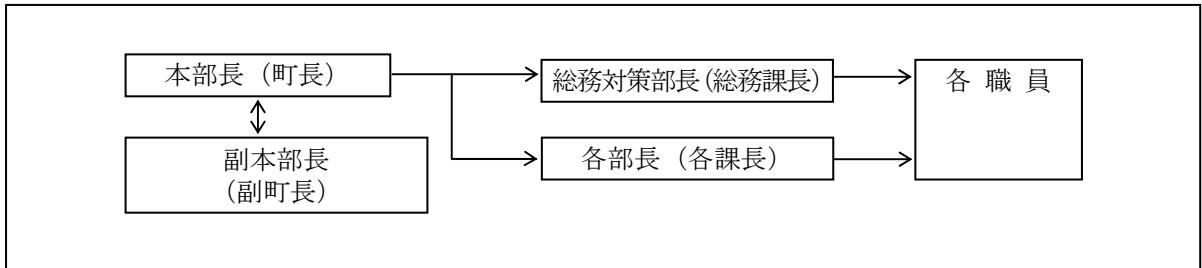 本部長（町長）
総務対策部長（総務課長）
各 職 員
副本部長
（副町長）
各部長（各課長）